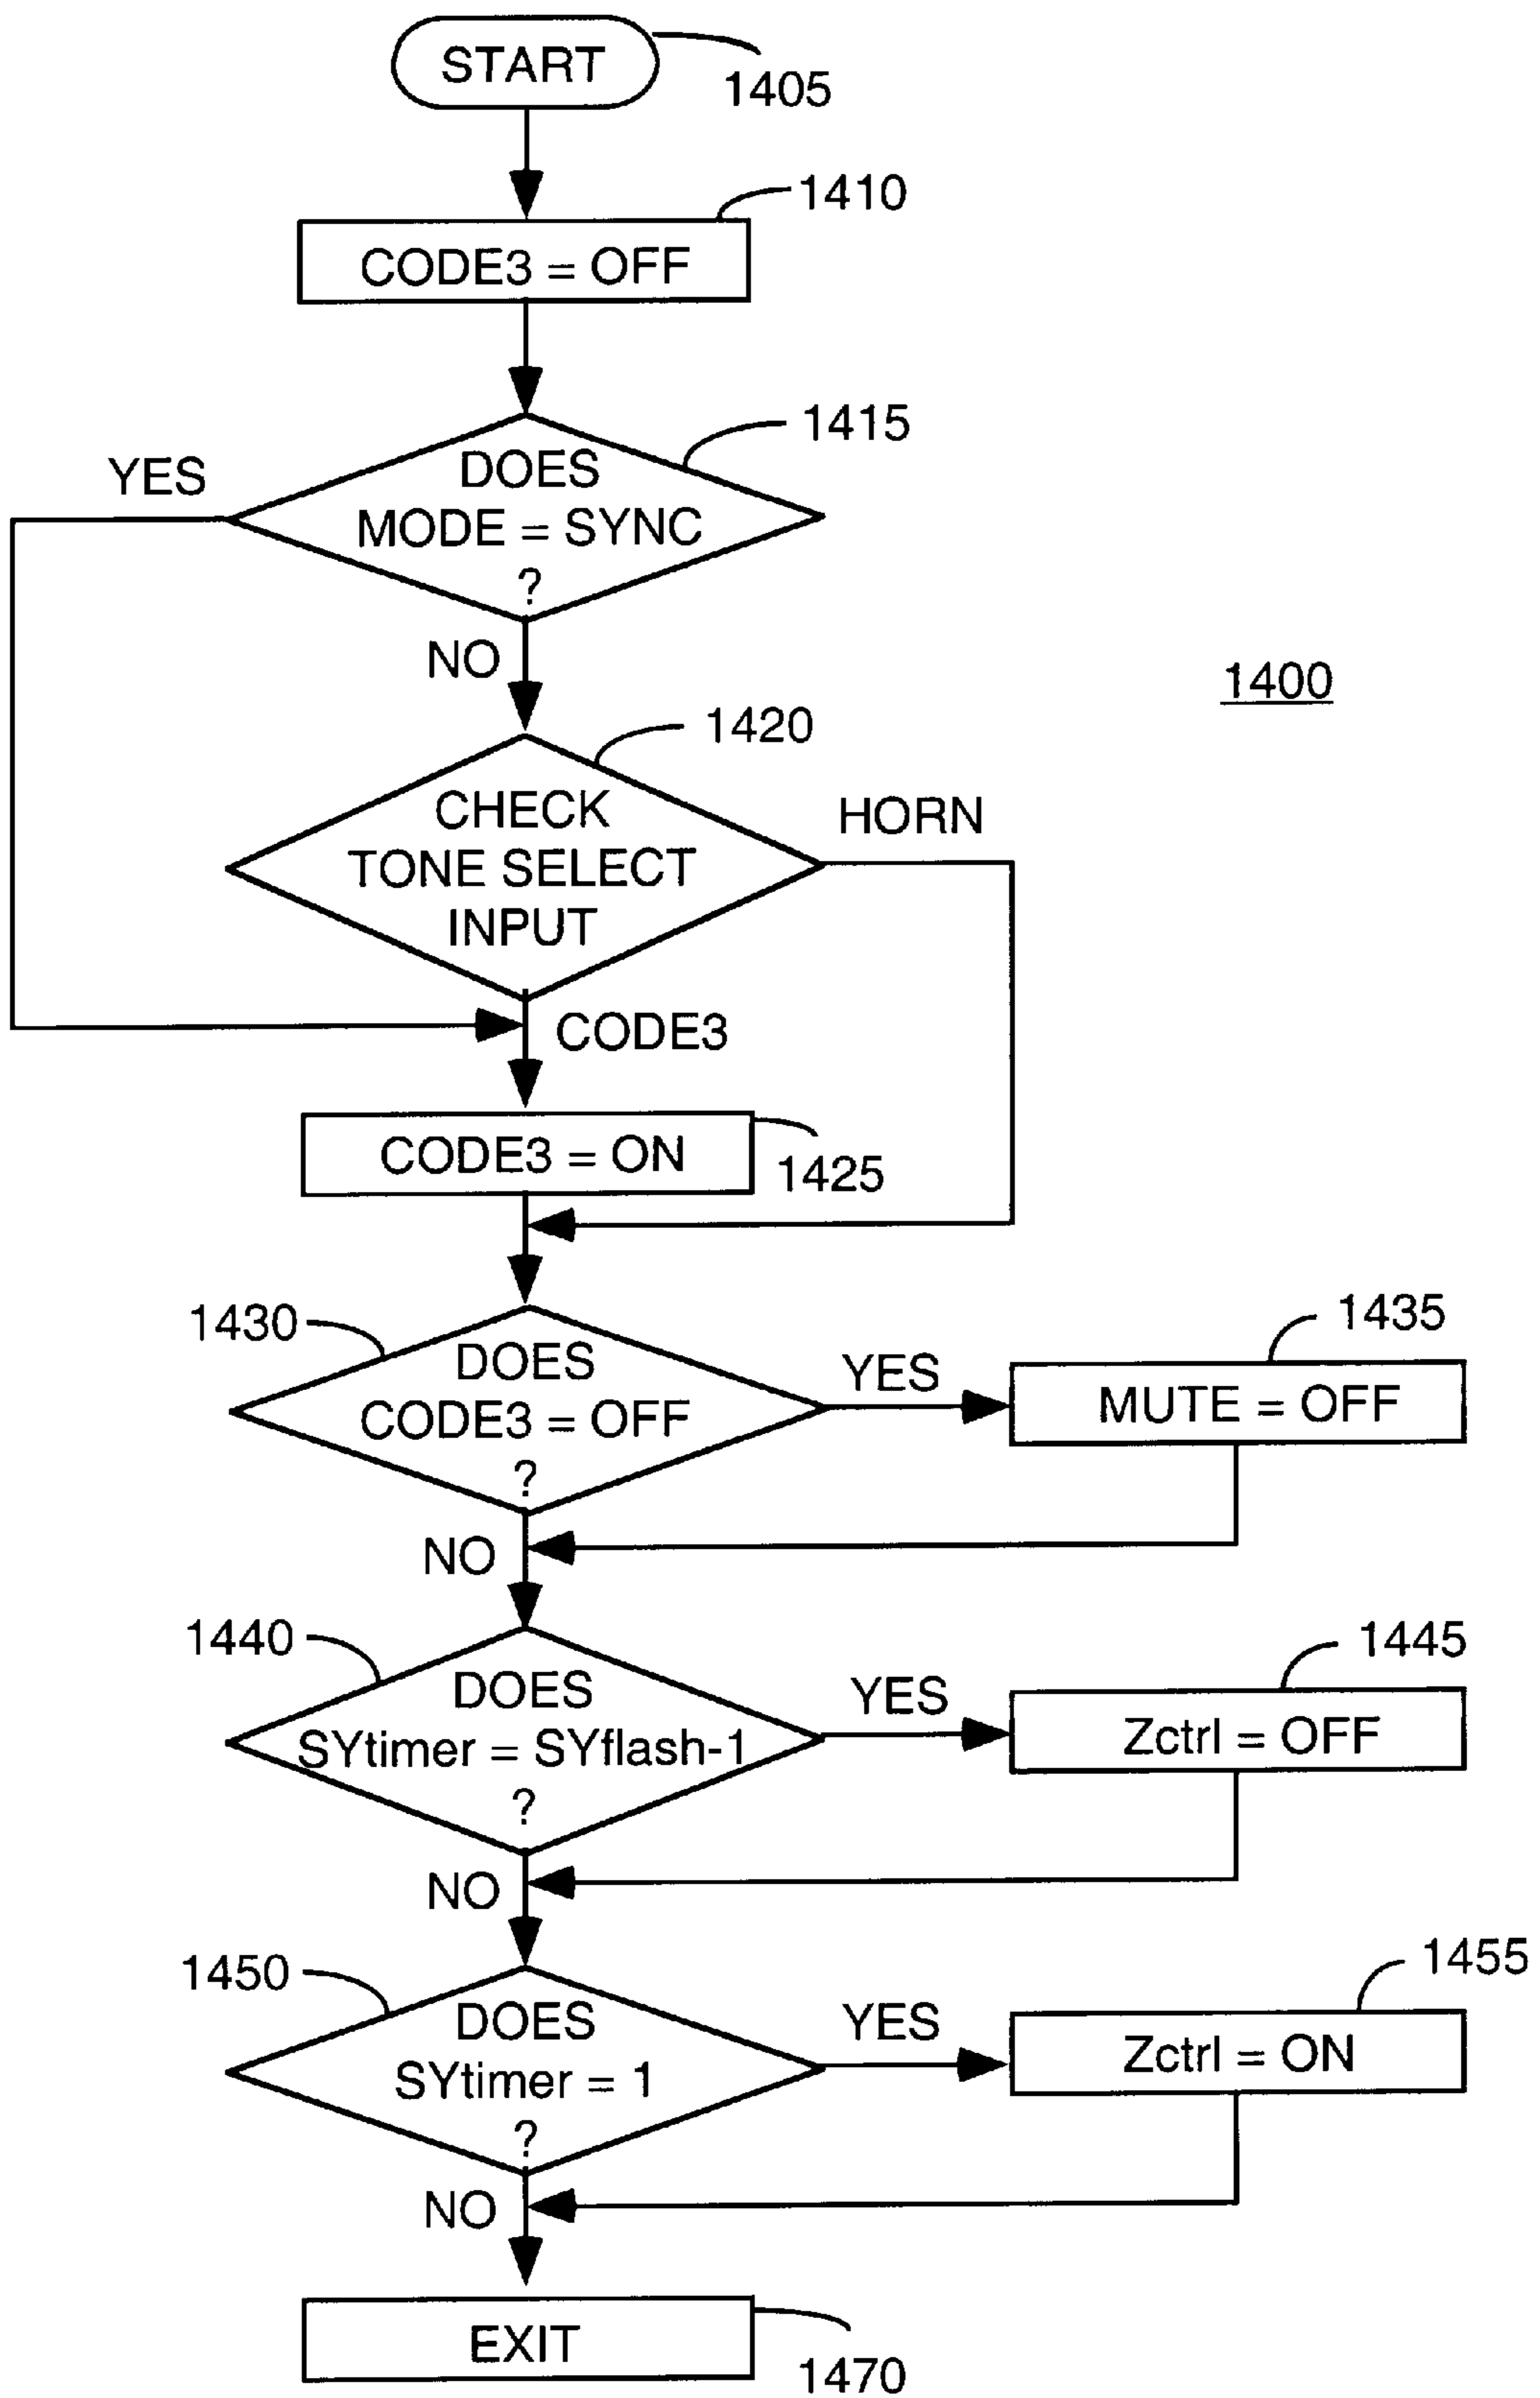 START
1405
1410
CODE3 = OFF
1415
YES
DOES
MODE = SYNC
?
NO
1400
1420
CHECK
TONE SELECT
INPUT
HORN
CODE3
CODE3 = ON
1425
1430
DOES
CODE3 = OFF
?
YES
1435
MUTE = OFF
NO
1440
DOES
SYtimer = SYflash-1
?
YES
1445
Zctrl = OFF
NO
1450
DOES
SYtimer = 1
?
YES
1455
Zctrl = ON
NO
EXIT
1470